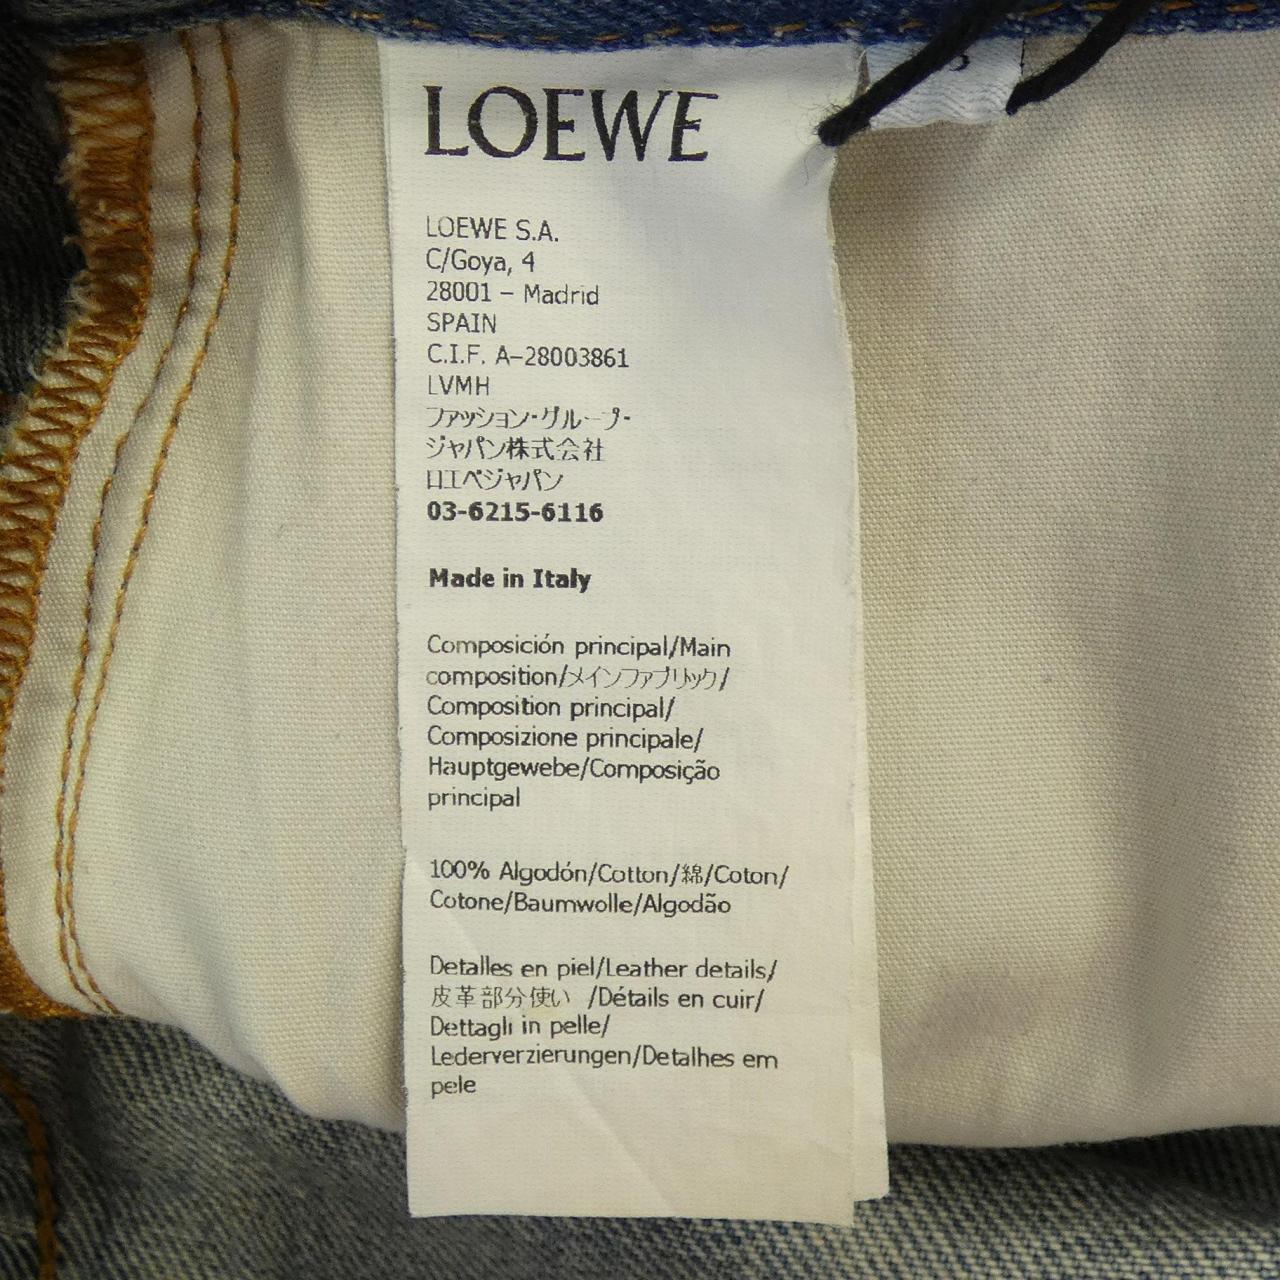 LOEWE
LOEWE S.A.
C/Goya, 4
28001 – Madrid
SPAIN
C.I.F. A–28003861
LVMH
ファッション・グループ・
ジャパン株式会社
ロエベジャパン
03-6215-6116
Made in Italy
Composición principal/Main
composition/メインファブリック/
Composition principal/
Composizione principale/
Hauptgewebe/Composição
principal
100% Algodón/Cotton/綿/Coton/
Cotone/Baumwolle/Algodão
Detalles en piel/Leather details/
皮革部分使い /Détails en cuir/
Dettagli in pelle/
Lederverzierungen/Detalhes em
pele